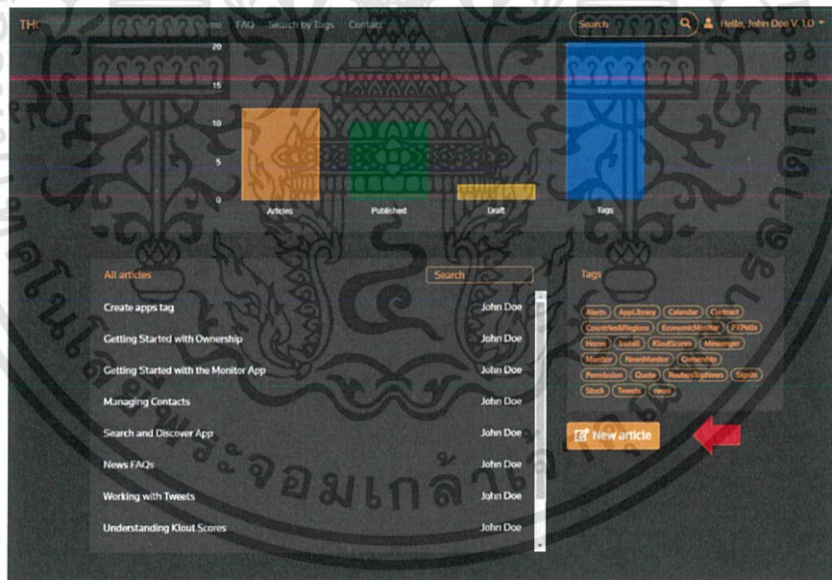 Home FAQ Search by Tags Contact Search Hello, John Doe V. 1.0
20
15
10
5
0
Articles Published Draft Tags
All articles Search
Create apps tag John Doe
Getting Started with Ownership John Doe
Getting Started with the Monitor App John Doe
Managing Contacts John Doe
Search and Discover App John Doe
News FAQs John Doe
Working with Tweets John Doe
Understanding Klout Scores John Doe
Tags
Alerts AppLibrary Calendar Contract
Countries&Regions EconomicMonitor FXPolls
Home Install KloutScores Messenger
Monitor NewsMonitor Ownership
Permission Quote ReutersTopNews SignUs
Stock Tweets news
New article